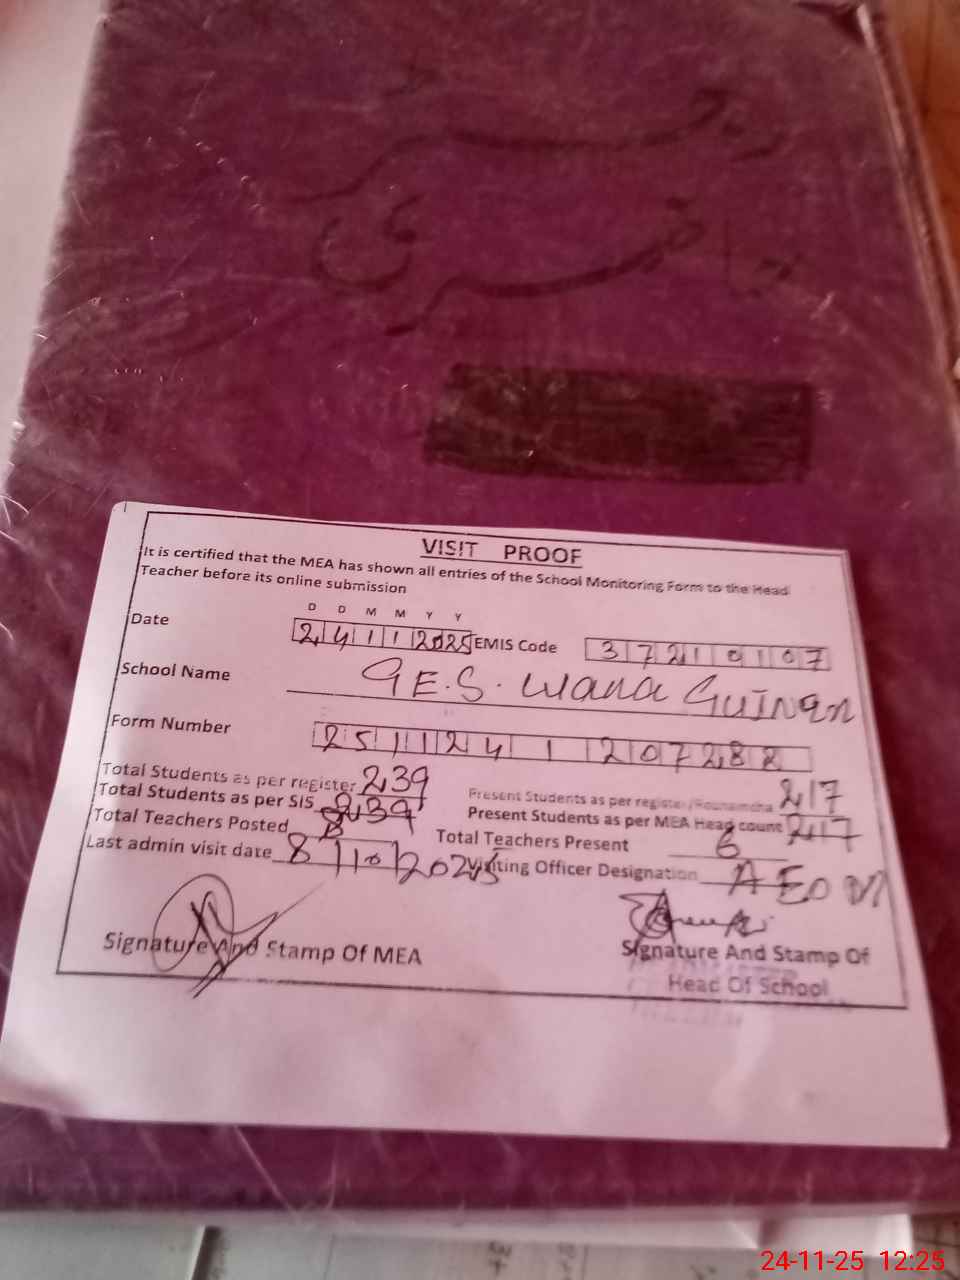 VISIT PROOF
It is certified that the MEA has shown all entries of the School Monitoring Form to the Head
Teacher before its online submission
D D M M Y Y
Date 24112025 EMIS Code 37210107
School Name G E.S. Wana
Form Number 251124 1 207282
Total Students as per register 239 Present Students as per register/Rounamcha 217
Total Students as per SIS 239 Present Students as per MEA Head count 217
Total Teachers Posted 8 Total Teachers Present 6
Last admin visit date 8/10/2025 Visiting Officer Designation AEO M
Signature And Stamp Of MEA Signature And Stamp Of
Head Of School
24-11-25 12:25